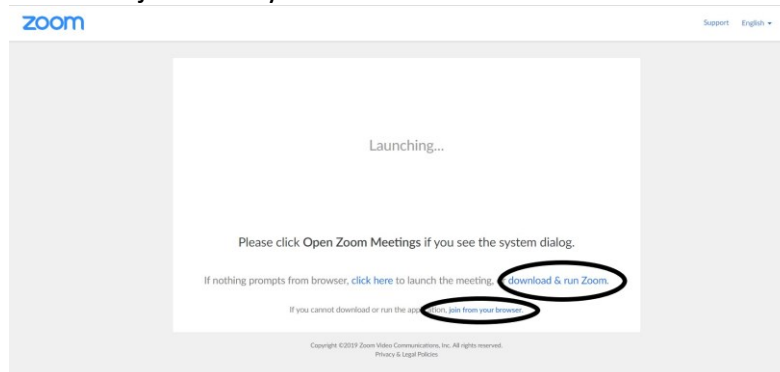 zoom
Support English
Launching...
Please click Open Zoom Meetings if you see the system dialog.
If nothing prompts from browser, click here to launch the meeting, download & run Zoom.
If you cannot download or run the application, join from your browser.
Copyright ©2019 Zoom Video Communications, Inc. All rights reserved.
Privacy & Legal Policies